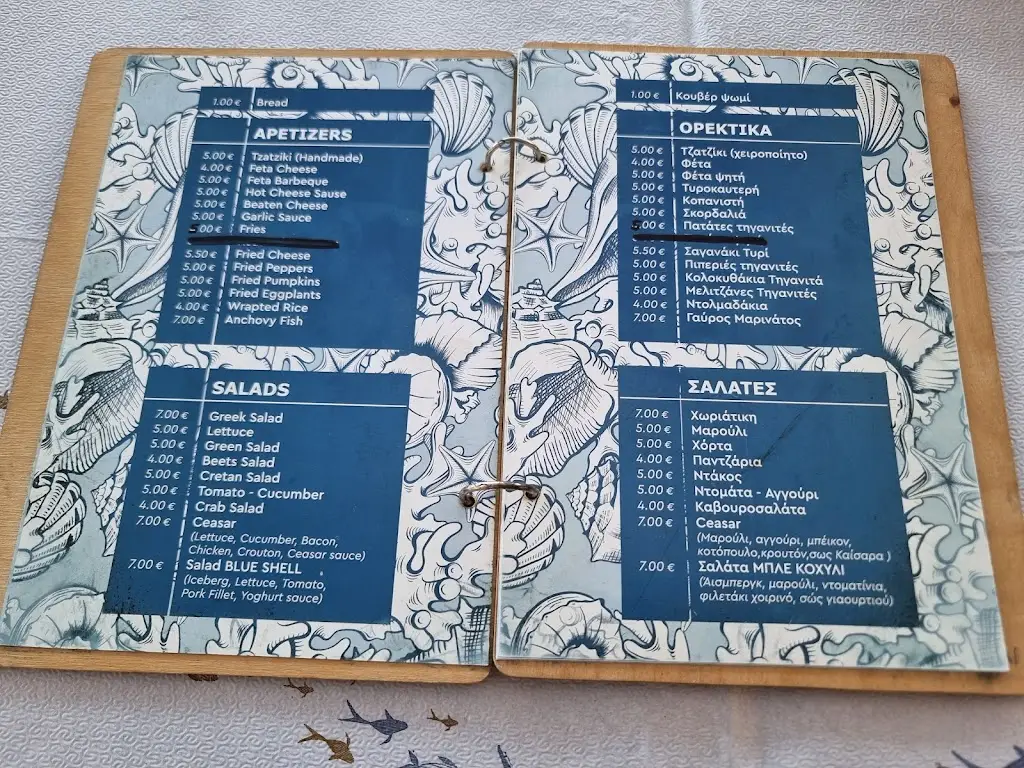 1.00 € Bread
APETIZERS
5.00 € Tzatziki (Handmade)
4.00 € Feta Cheese
5.00 € Feta Barbeque
5.00 € Hot Cheese Sause
5.00 € Beaten Cheese
5.00 € Garlic Sauce
5.00 € Fries
5.50 € Fried Cheese
5.00 € Fried Peppers
5.00 € Fried Pumpkins
5.00 € Fried Eggplants
4.00 € Wrapted Rice
7.00 € Anchovy Fish
SALADS
7.00 € Greek Salad
5.00 € Lettuce
5.00 € Green Salad
4.00 € Beets Salad
5.00 € Cretan Salad
5.00 € Tomato - Cucumber
4.00 € Crab Salad
7.00 € Ceasar
(Lettuce, Cucumber, Bacon,
Chicken, Crouton, Ceasar sauce)
7.00 € Salad BLUE SHELL
(Iceberg, Lettuce, Tomato,
Pork Fillet, Yoghurt sauce)
1.00 € Κουβέρ ψωμί
ΟΡΕΚΤΙΚΑ
5.00 € Τζατζίκι (χειροποίητο)
4.00 € Φέτα
5.00 € Φέτα ψητή
5.00 € Τυροκαυτερή
5.00 € Κοπανιστή
5.00 € Σκορδαλιά
5.00 € Πατάτες τηγανιτές
5.50 € Σαγανάκι Τυρί
5.00 € Πιπεριές τηγανιτές
5.00 € Κολοκυθάκια Τηγανιτά
5.00 € Μελιτζάνες Τηγανιτές
4.00 € Ντολμαδάκια
7.00 € Γαύρος Μαρινάτος
ΣΑΛΑΤΕΣ
7.00 € Χωριάτικη
5.00 € Μαρούλι
5.00 € Χόρτα
4.00 € Παντζάρια
5.00 € Ντάκος
5.00 € Ντομάτα - Αγγούρι
4.00 € Καβουροσαλάτα
7.00 € Ceasar
(Μαρούλι, αγγούρι, μπέικον,
κοτόπουλο,κρουτόν,σως Καίσαρα )
7.00 € Σαλάτα ΜΠΛΕ ΚΟΧΥΛΙ
(Άισμπεργκ, μαρούλι, ντοματίνια,
φιλετάκι χοιρινό, σώς γιαουρτιού)